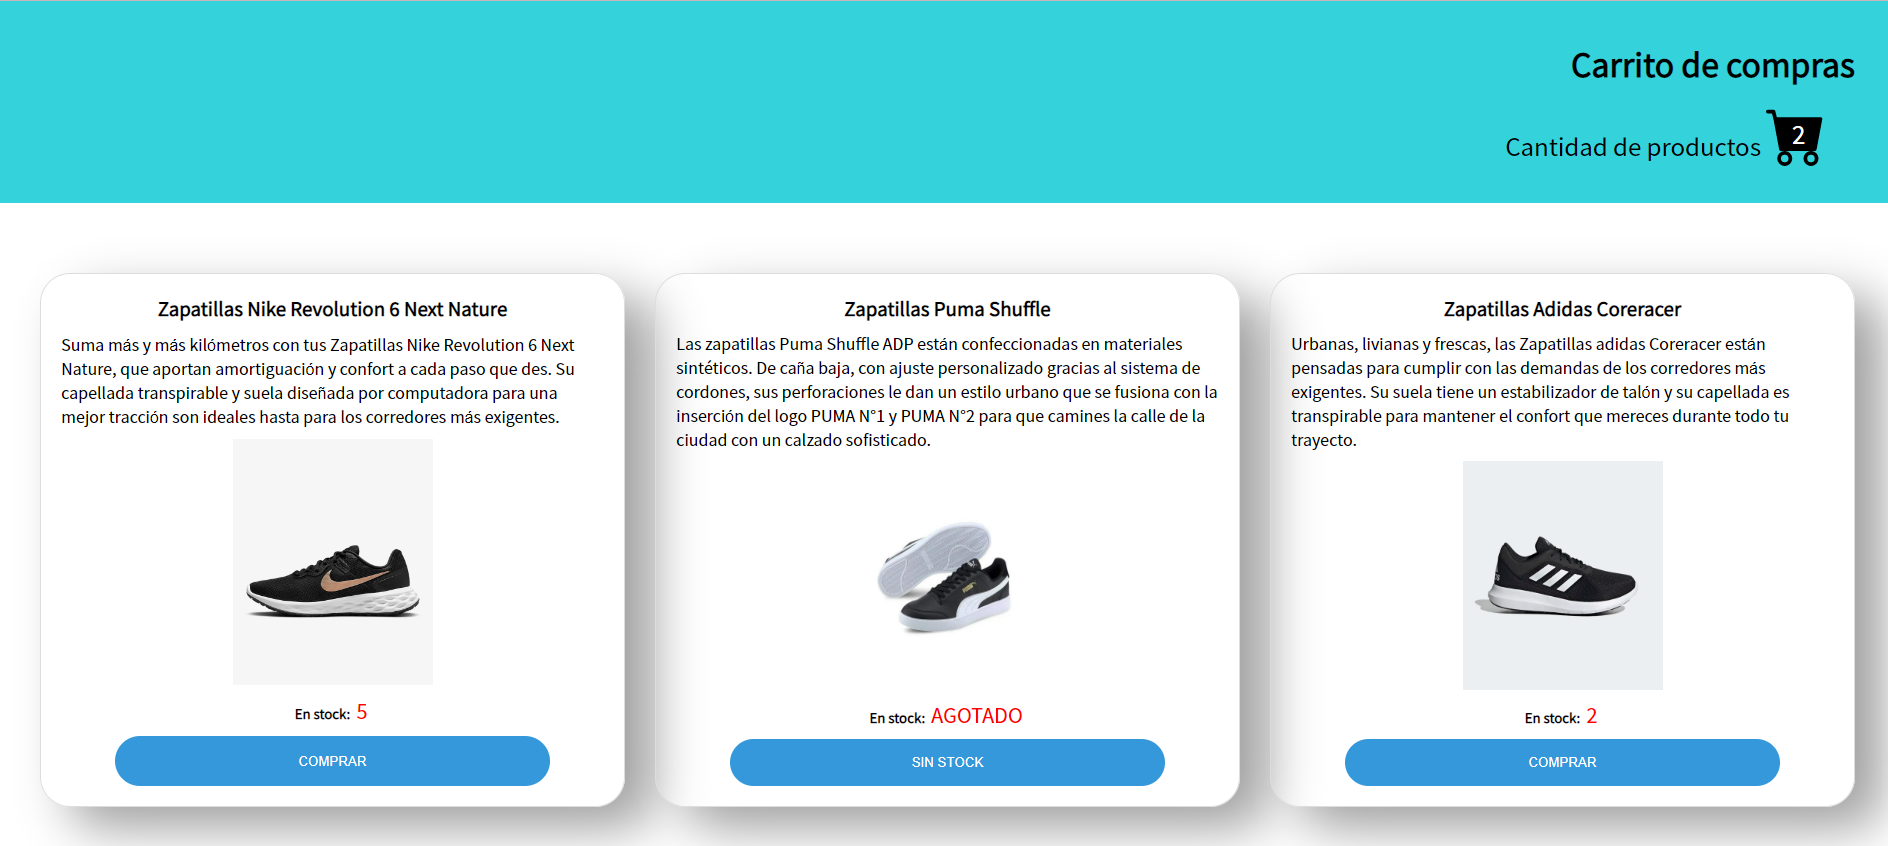 Carrito de compras
Cantidad de productos 2
Zapatillas Nike Revolution 6 Next Nature
Suma más y más kilómetros con tus Zapatillas Nike Revolution 6 Next
Nature, que aportan amortiguación y confort a cada paso que des. Su
capellada transpirable y suela diseñada por computadora para una
mejor tracción son ideales hasta para los corredores más exigentes.
En stock: 5
COMPRAR
Zapatillas Puma Shuffle
Las zapatillas Puma Shuffle ADP están confeccionadas en materiales
sintéticos. De caña baja, con ajuste personalizado gracias al sistema de
cordones, sus perforaciones le dan un estilo urbano que se fusiona con la
inserción del logo PUMA N°1 y PUMA N°2 para que camines la calle de la
ciudad con un calzado sofisticado.
En stock: AGOTADO
SIN STOCK
Zapatillas Adidas Coreracer
Urbanas, livianas y frescas, las Zapatillas adidas Coreracer están
pensadas para cumplir con las demandas de los corredores más
exigentes. Su suela tiene un estabilizador de talón y su capellada es
transpirable para mantener el confort que mereces durante todo tu
trayecto.
En stock: 2
COMPRAR